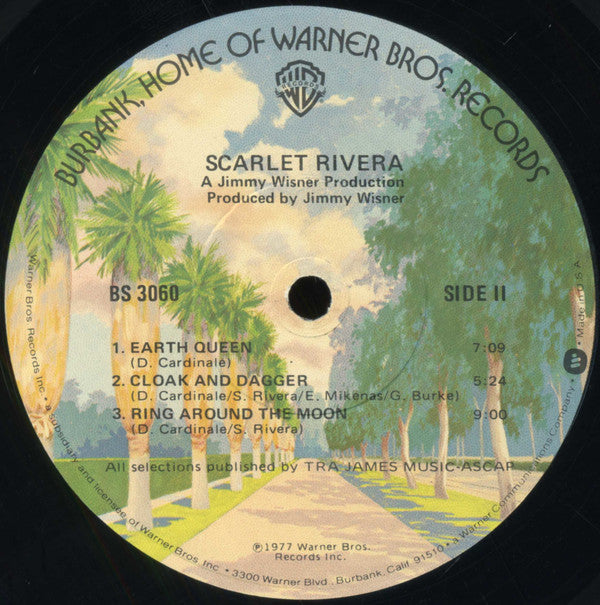 BURBANK, HOME OF WARNER BROS. RECORDS
W
RECORDS
SCARLET RIVERA
A Jimmy Wisner Production
Produced by Jimmy Wisner
BS 3060 SIDE II
1. EARTH QUEEN 7:09
(D. Cardinale)
2. CLOAK AND DAGGER 5:24
(D. Cardinale/S. Rivera/E. Mikenas/G. Burke)
3. RING AROUND THE MOON 9:00
(D. Cardinale/S. Rivera)
All selections published by TRA JAMES MUSIC-ASCAP
℗1977 Warner Bros.
Records Inc.
Warner Bros Records Inc. • a subsidiary and licensee of Warner Bros. Inc. • 3300 Warner Blvd. Burbank, Calif. 91510 • a Warner Communications Company • Made in U.S.A.